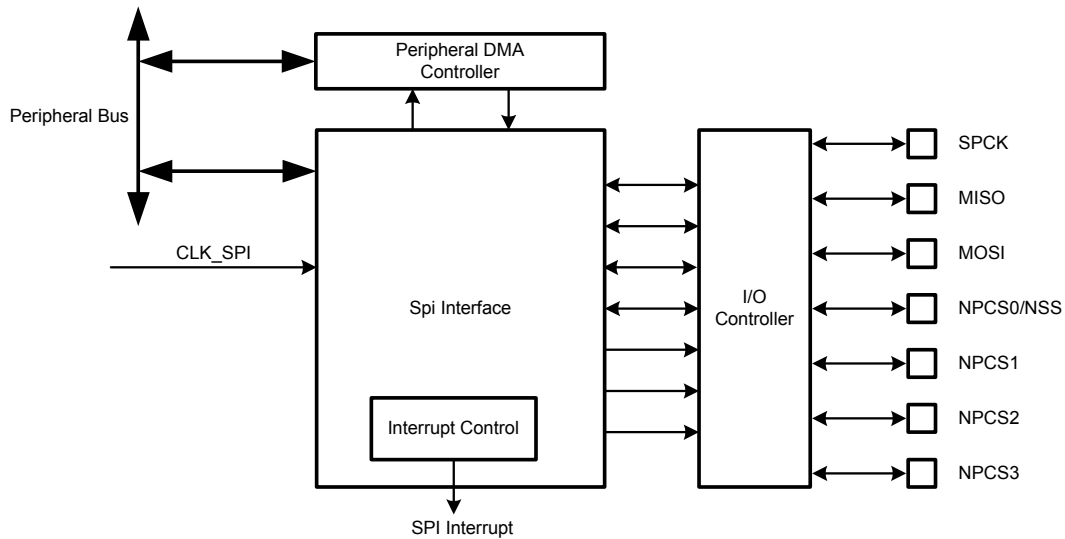 Peripheral DMA
Controller
Peripheral Bus
CLK_SPI
Spi Interface
Interrupt Control
SPI Interrupt
I/O
Controller
SPCK
MISO
MOSI
NPCS0/NSS
NPCS1
NPCS2
NPCS3